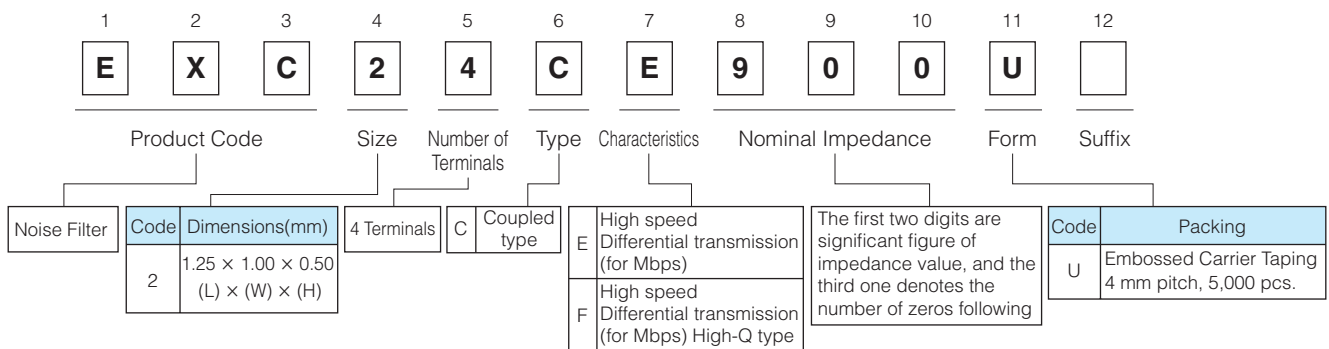 1 2 3 4 5 6 7 8 9 10 11 12
E X C 2 4 C E 9 0 0 U
Product Code Size Number of Terminals Type Characteristics Nominal Impedance Form Suffix
Noise Filter
Code Dimensions(mm)
2 1.25 × 1.00 × 0.50
(L) × (W) × (H)
4 Terminals
C Coupled
type
E High speed
Differential transmission
(for Mbps)
F High speed
Differential transmission
(for Mbps) High-Q type
The first two digits are
significant figure of
impedance value, and the
third one denotes the
number of zeros following
Code Packing
U Embossed Carrier Taping
4 mm pitch, 5,000 pcs.